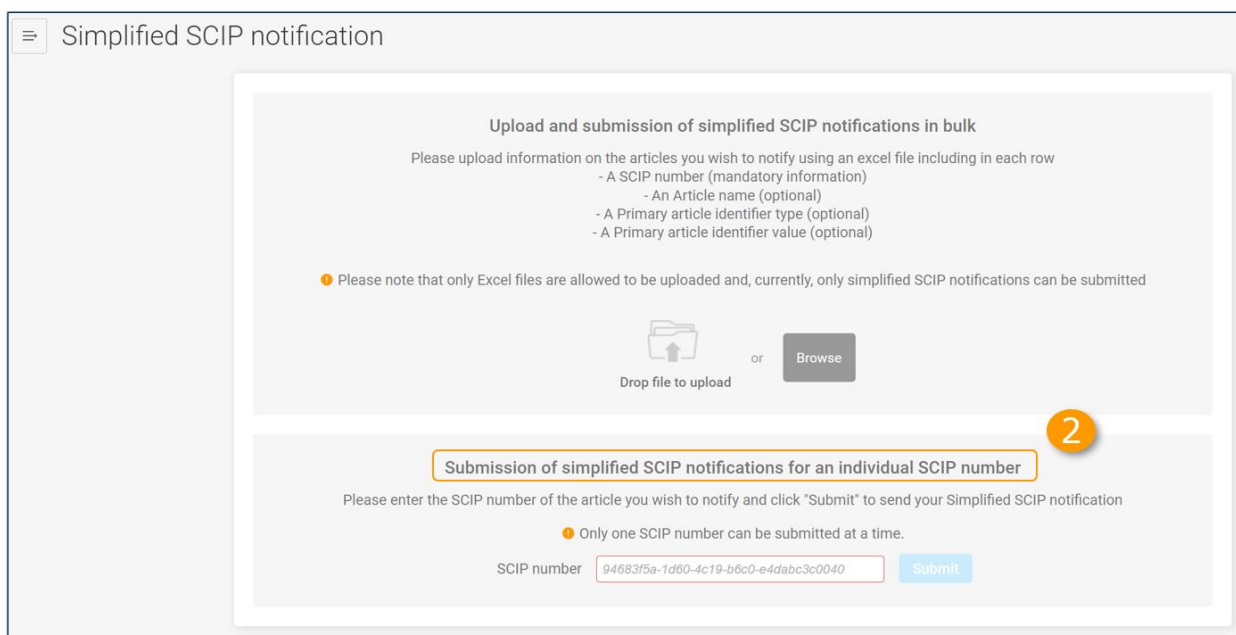 Simplified SCIP notification
Upload and submission of simplified SCIP notifications in bulk
Please upload information on the articles you wish to notify using an excel file including in each row
- A SCIP number (mandatory information)
- An Article name (optional)
- A Primary article identifier type (optional)
- A Primary article identifier value (optional)
Please note that only Excel files are allowed to be uploaded and, currently, only simplified SCIP notifications can be submitted
or
Browse
Drop file to upload
2
Submission of simplified SCIP notifications for an individual SCIP number
Please enter the SCIP number of the article you wish to notify and click "Submit" to send your Simplified SCIP notification
Only one SCIP number can be submitted at a time.
SCIP number 94683f5a-1d60-4c19-b6c0-e4dabc3c0040 Submit